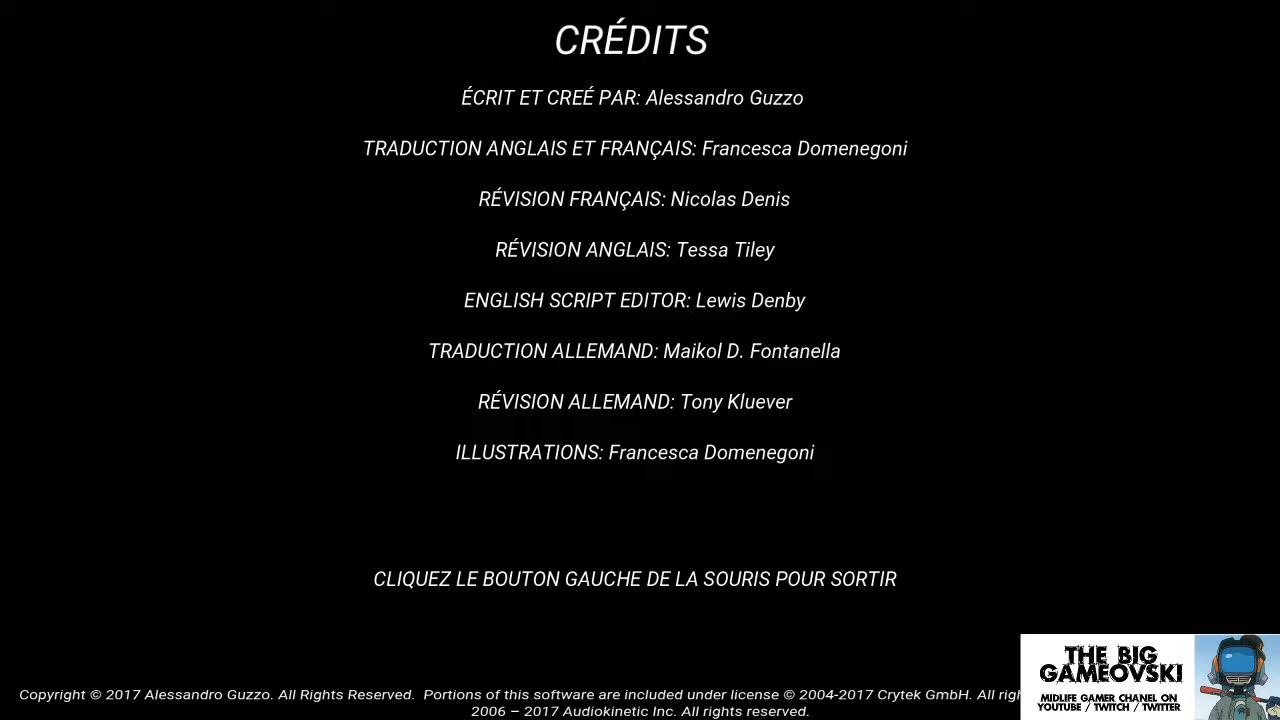 CRÉDITS
ÉCRIT ET CREÉ PAR: Alessandro Guzzo
TRADUCTION ANGLAIS ET FRANÇAIS: Francesca Domenegoni
RÉVISION FRANÇAIS: Nicolas Denis
RÉVISION ANGLAIS: Tessa Tiley
ENGLISH SCRIPT EDITOR: Lewis Denby
TRADUCTION ALLEMAND: Maikol D. Fontanella
RÉVISION ALLEMAND: Tony Kluever
ILLUSTRATIONS: Francesca Domenegoni
CLIQUEZ LE BOUTON GAUCHE DE LA SOURIS POUR SORTIR
Copyright © 2017 Alessandro Guzzo. All Rights Reserved. Portions of this software are included under license © 2004-2017 Crytek GmbH. All
2006 – 2017 Audiokinetic Inc. All rights reserved.
THE BIG
GAMEOVSKI
MIDLIFE GAMER CHANEL ON
YOUTUBE / TWITCH / TWITTER